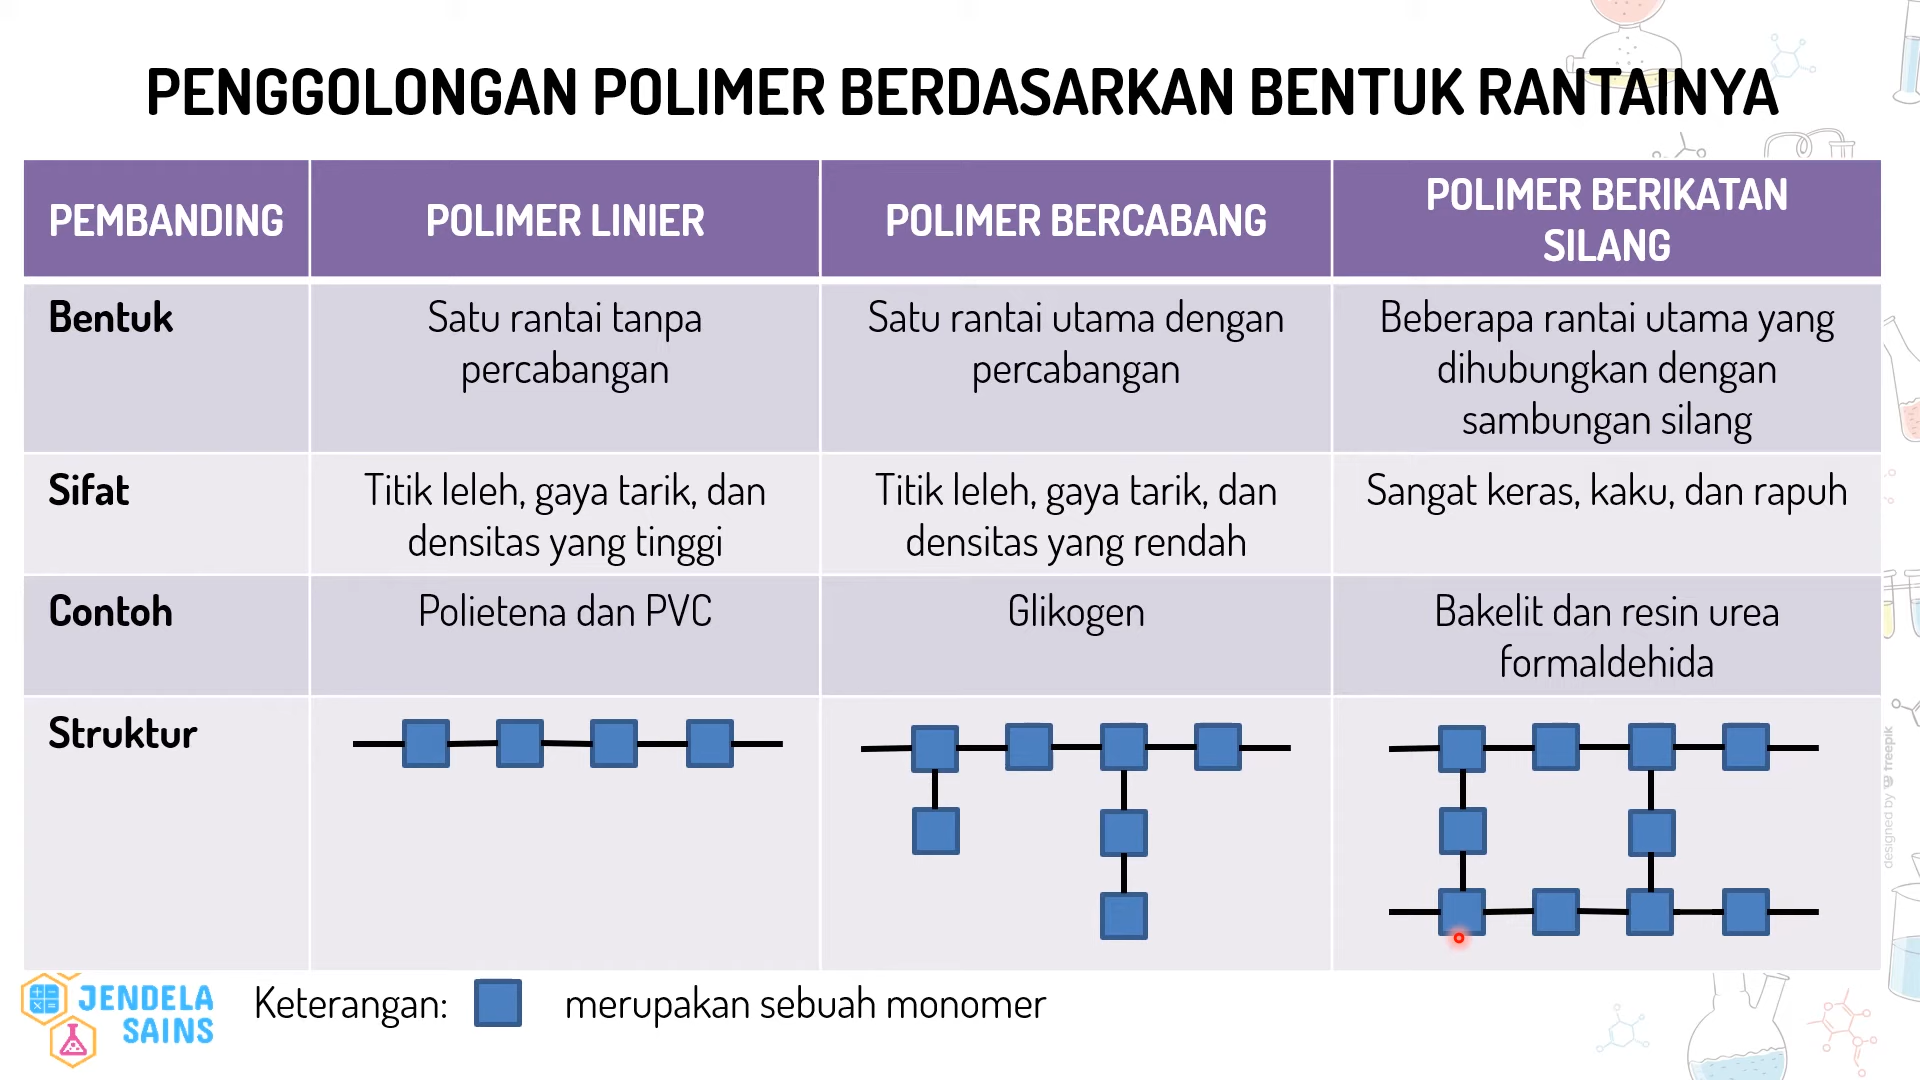 PENGGOLONGAN POLIMER BERDASARKAN BENTUK RANTAINYA
PEMBANDING
POLIMER LINIER
POLIMER BERCABANG
POLIMER BERIKATAN
SILANG
Bentuk
Satu rantai tanpa
percabangan
Satu rantai utama dengan
percabangan
Beberapa rantai utama yang
dihubungkan dengan
sambungan silang
Sifat
Titik leleh, gaya tarik, dan
densitas yang tinggi
Titik leleh, gaya tarik, dan
densitas yang rendah
Sangat keras, kaku, dan rapuh
Contoh
Polietena dan PVC
Glikogen
Bakelit dan resin urea
formaldehida
Struktur
designed by freepik
JENDELA
SAINS
Keterangan: merupakan sebuah monomer